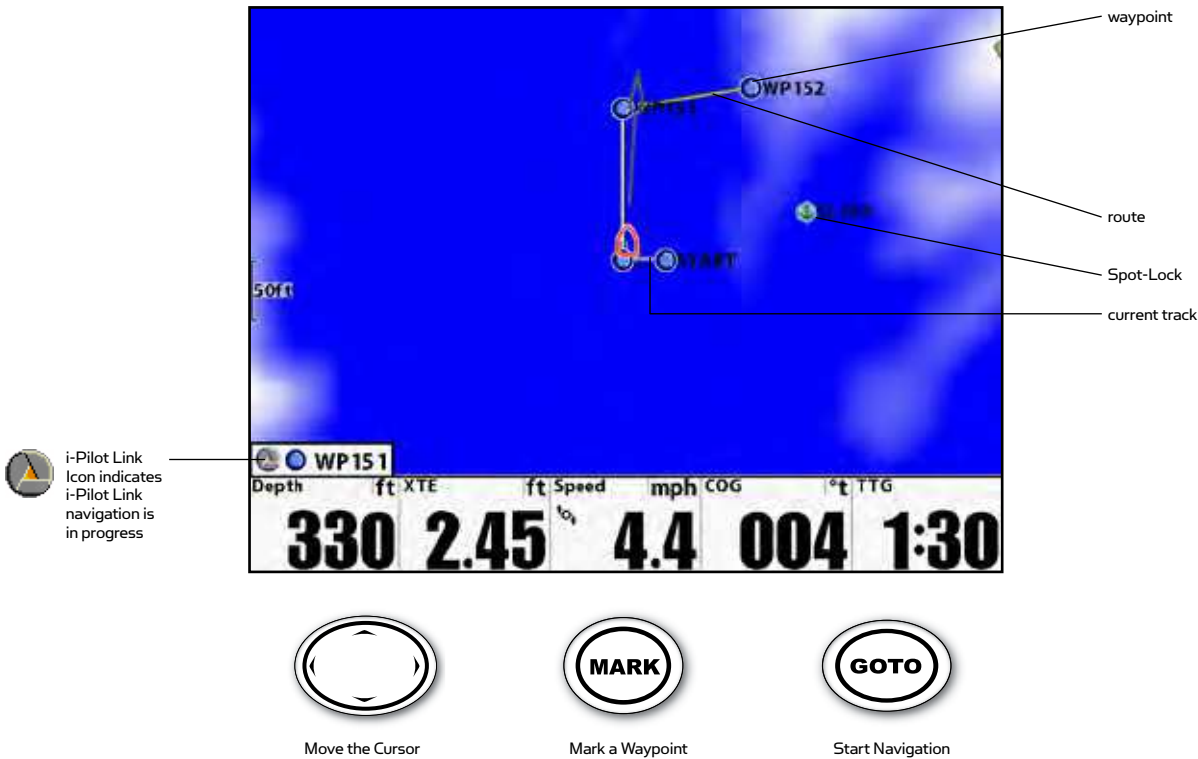 waypoint
WP152
WP151
route
Spot-Lock
START
50ft
current track
i-Pilot Link
Icon indicates
i-Pilot Link
navigation is
in progress
WP151
Depth ft XTE ft Speed mph COG °t TTG
330 2.45 4.4 004 1:30
MARK GOTO
Move the Cursor Mark a Waypoint Start Navigation